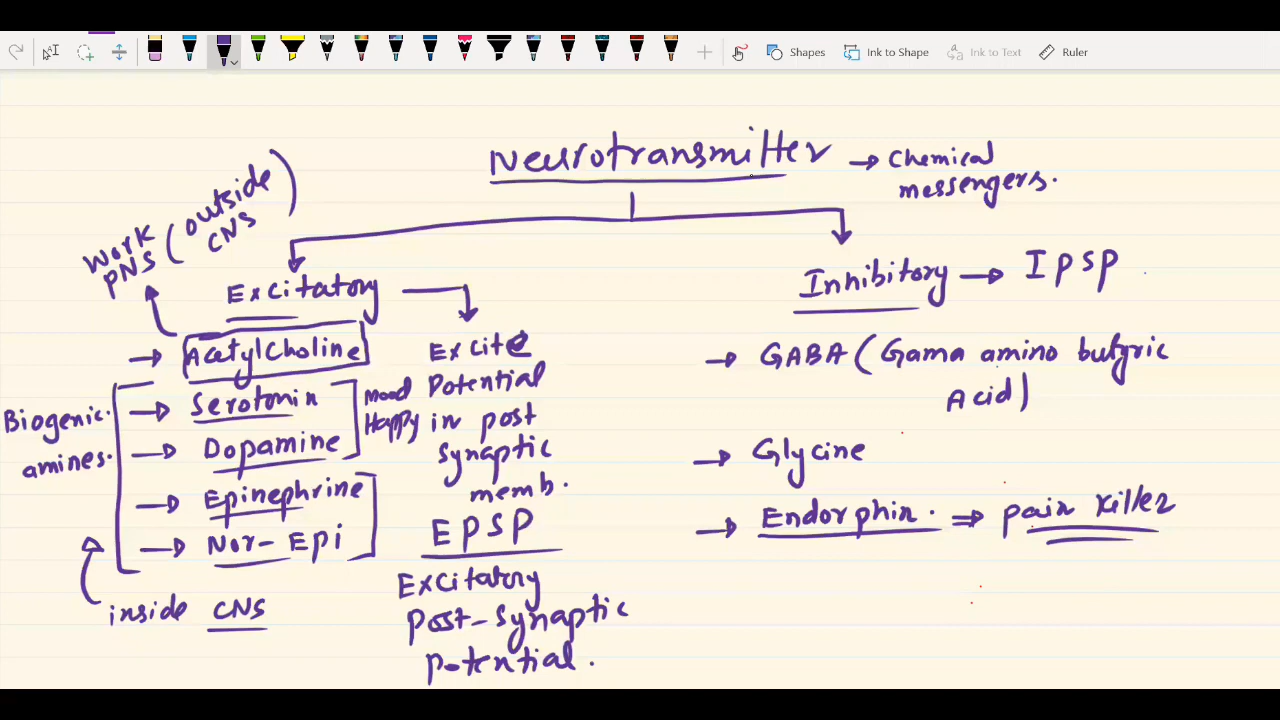 Shapes
Ink to Shape
Ink to Text
Ruler
Neurotransmitter → Chemical
messengers.
Work
PNS (outside
CNS)
Excitatory
→ Acetylcholine
→ Serotonin
→ Dopamine
→ Epinephrine
→ Nor-Epi
Biogenic
amines.
inside CNS
Mood
Happy
Excite
Potential
in post
synaptic
memb.
EPSP
Excitatory
post-synaptic
potential.
Inhibitory → IPSP
→ GABA (Gama amino butyric
Acid)
→ Glycine
→ Endorphin. ⇒ pain killer